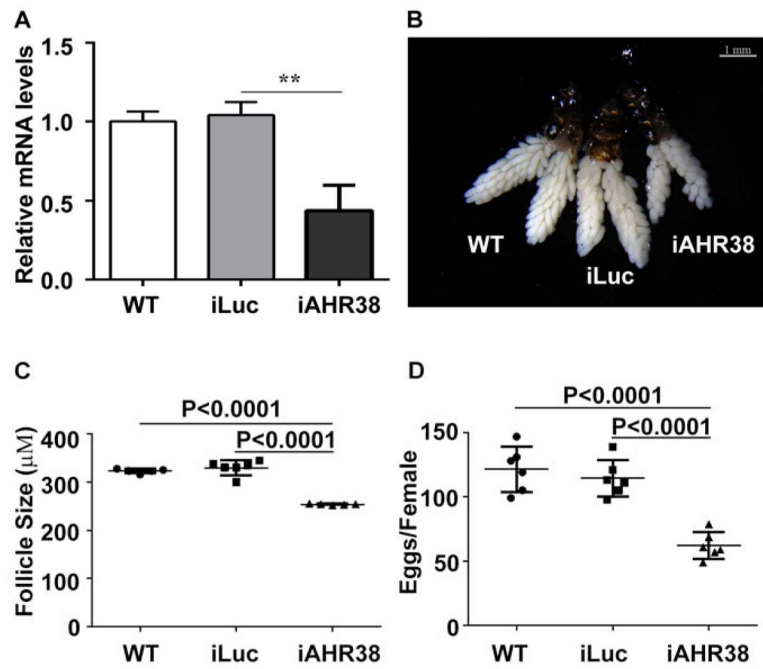 A
Relative mRNA levels
1.5
1.0
0.5
0.0
**
WT
iLuc
iAHR38
B
1 mm
WT
iLuc
iAHR38
C
Follicle Size (μM)
400
300
200
100
0
P<0.0001
P<0.0001
WT
iLuc
iAHR38
D
Eggs/Female
150
100
50
0
P<0.0001
P<0.0001
WT
iLuc
iAHR38